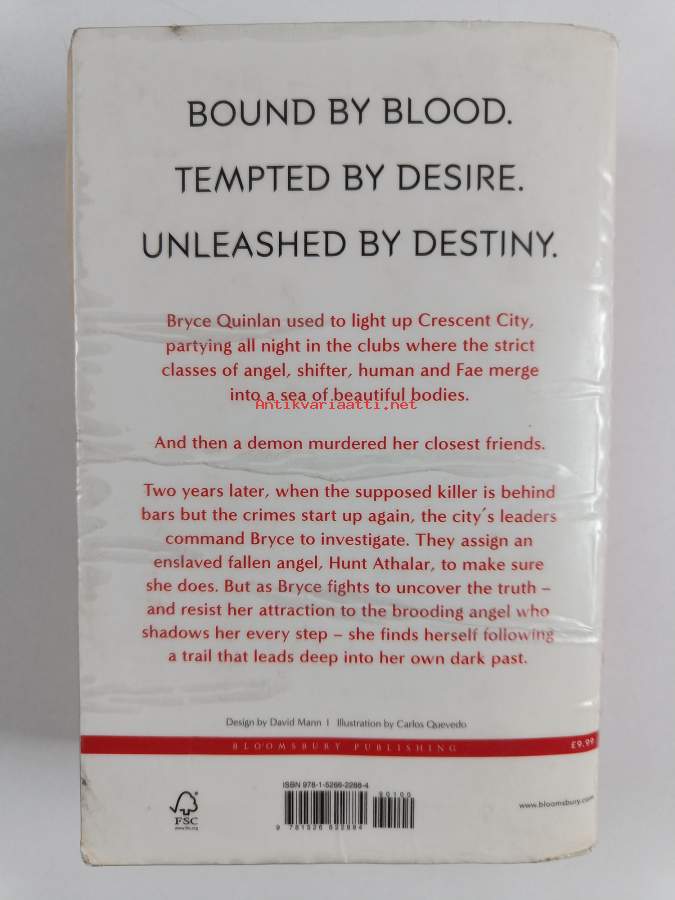 BOUND BY BLOOD.
TEMPTED BY DESIRE.
UNLEASHED BY DESTINY.
Bryce Quinlan used to light up Crescent City,
partying all night in the clubs where the strict
classes of angel, shifter, human and Fae merge
into a sea of beautiful bodies.
Antikvariaatti.net
And then a demon murdered her closest friends.
Two years later, when the supposed killer is behind
bars but the crimes start up again, the city´s leaders
command Bryce to investigate. They assign an
enslaved fallen angel, Hunt Athalar, to make sure
she does. But as Bryce fights to uncover the truth –
and resist her attraction to the brooding angel who
shadows her every step – she finds herself following
a trail that leads deep into her own dark past.
Design by David Mann | Illustration by Carlos Quevedo
BLOOMSBURY PUBLISHING £9.99
ISBN 978-1-5266-2288-4
90100
9 781526 622884
FSC
www.fsc.org
www.bloomsbury.com